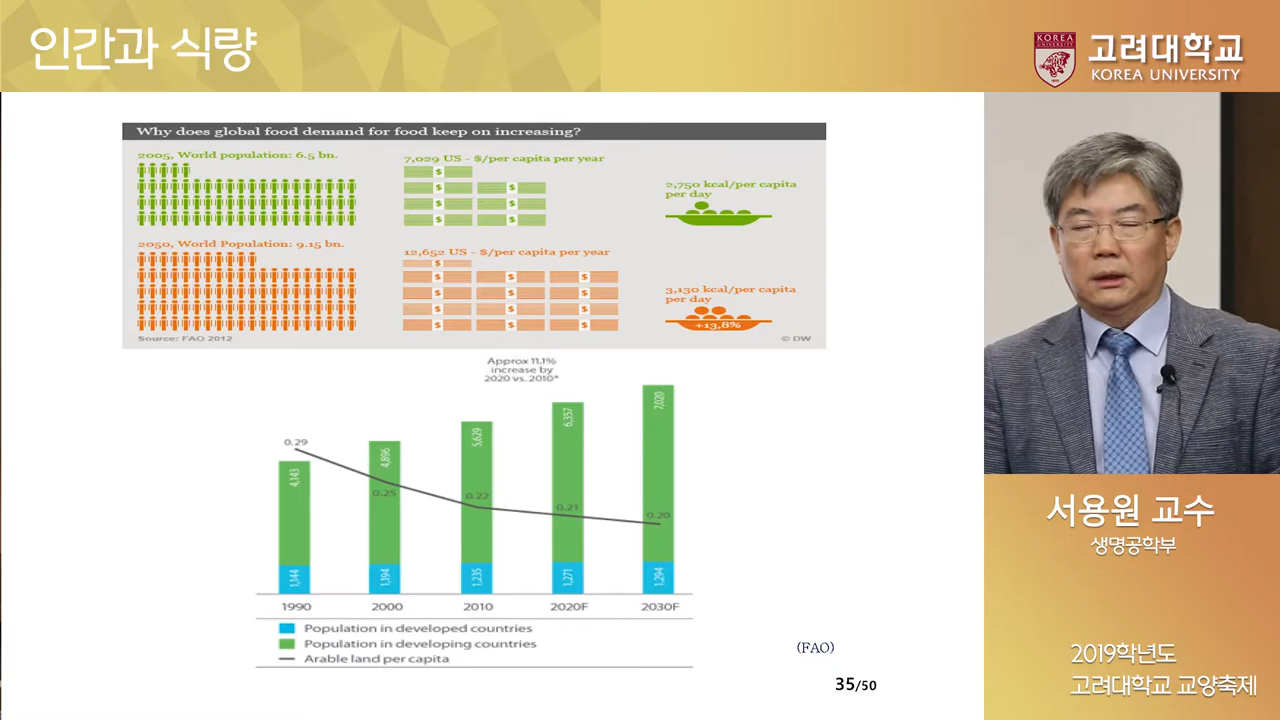 인간과 식량
KOREA
UNIVERSITY
고려대학교
KOREA UNIVERSITY
Why does global food demand for food keep on increasing?
2005, World population: 6.5 bn.
7,029 US - $/per capita per year
2,750 kcal/per capita
per day
2050, World Population: 9.15 bn.
12,652 US - $/per capita per year
3,130 kcal/per capita
per day
+13,8%
Source: FAO 2012
© DW
Approx 11.1%
increase by
2020 vs. 2010*
0.29
0.25
0.22
0.21
0.20
4,143
4,896
5,629
6,357
7,020
1,144
1,194
1,235
1,271
1,294
1990
2000
2010
2020F
2030F
Population in developed countries
Population in developing countries
Arable land per capita
(FAO)
35/50
서용원 교수
생명공학부
2019학년도
고려대학교 교양축제